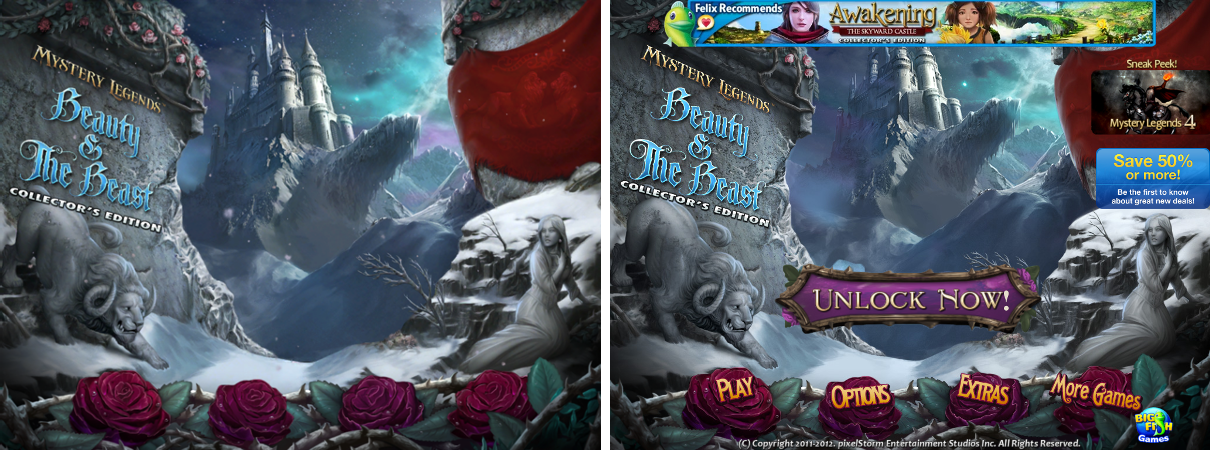 MYSTERY LEGENDS
Beauty
&
The Beast
COLLECTOR'S EDITION
Felix Recommends
Awakening
THE SKYWARD CASTLE
COLLECTOR'S EDITION
Sneak Peek!
Mystery Legends 4
MYSTERY LEGENDS
Beauty
&
The Beast
COLLECTOR'S EDITION
Save 50%
or more!
Be the first to know
about great new deals!
UNLOCK NOW!
PLAY
OPTIONS
EXTRAS
MORE GAMES
BIG
FISH
Games
(C) Copyright 2011-2012. pixelStorm Entertainment Studios Inc. All Rights Reserved.